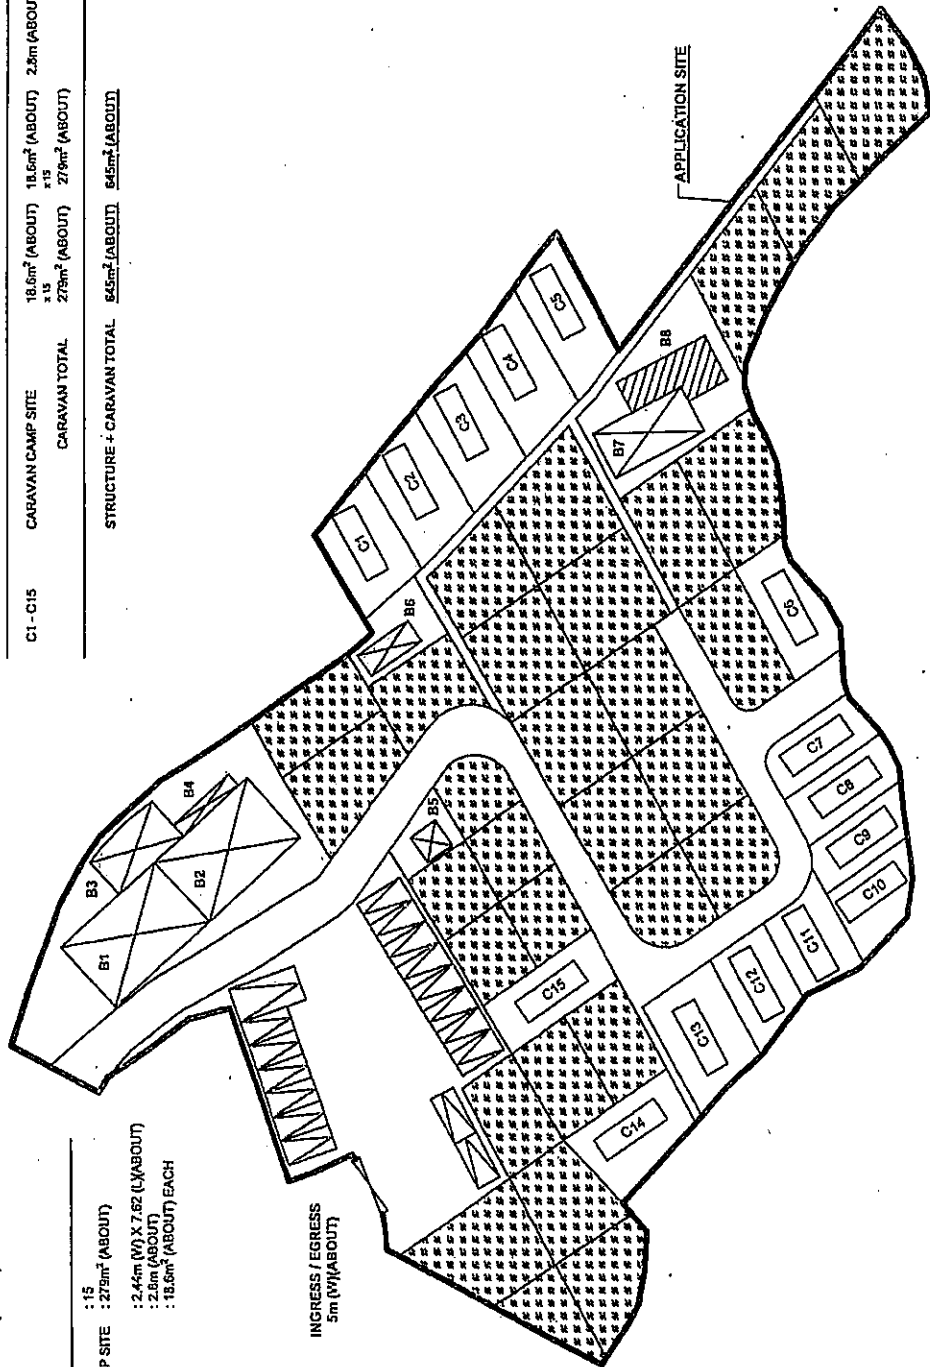 C1 - C15 CARAVAN CAMP SITE 18.6m² (ABOUT) 18.6m² (ABOUT) 2.8m (ABOU
x 15 x 15
CARAVAN TOTAL 279m² (ABOUT) 279m² (ABOUT)
STRUCTURE + CARAVAN TOTAL 645m² (ABOUT) 645m² (ABOUT)
: 15
P SITE : 279m² (ABOUT)
: 2.44m (W) X 7.62 (L)(ABOUT)
: 2.8m (ABOUT)
: 18.6m² (ABOUT) EACH
INGRESS / EGRESS
5m (W)(ABOUT)
APPLICATION SITE
B1
B2
B3
B4
B5
B6
B7
B8
C1
C2
C3
C4
C5
C6
C7
C8
C9
C10
C11
C12
C13
C14
C15